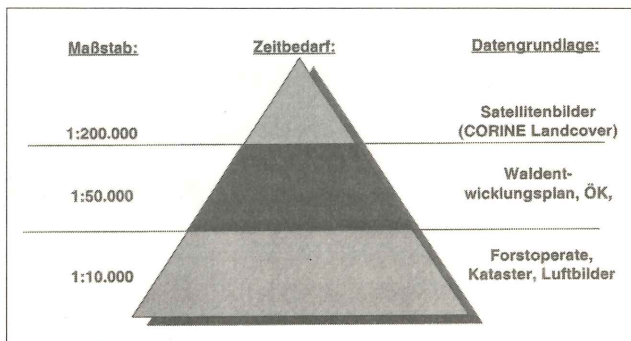 Maßstab: Zeitbedarf: Datengrundlage:
Satellitenbilder
1:200.000 (CORINE Landcover)
Waldent-
1:50.000 wicklungsplan, ÖK,
Forstoperate,
1:10.000 Kataster, Luftbilder